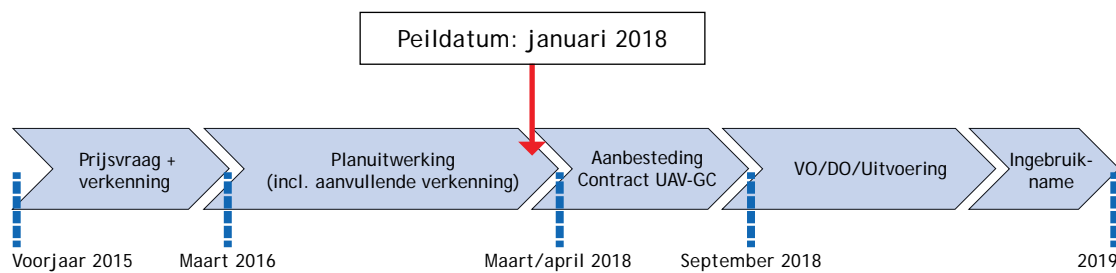 Peildatum: januari 2018
Prijsvraag +
verkenning
Planuitwerking
(incl. aanvullende verkenning)
Aanbesteding
Contract UAV-GC
VO/DO/Uitvoering
Ingebruik-
name
Voorjaar 2015
Maart 2016
Maart/april 2018
September 2018
2019